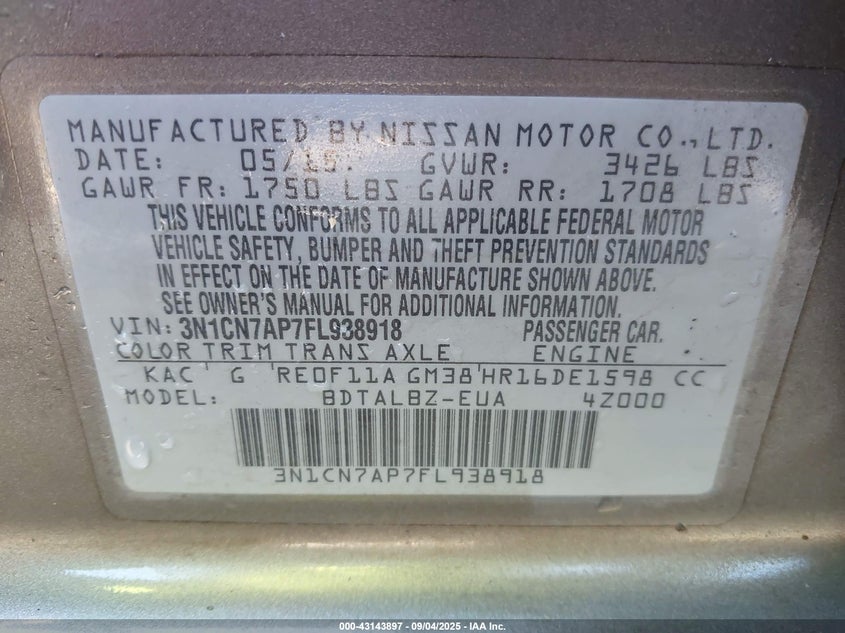 MANUFACTURED BY NISSAN MOTOR CO., LTD.
DATE: 05/15 GVWR: 3426 LBS
GAWR FR: 1750 LBS GAWR RR: 1708 LBS
THIS VEHICLE CONFORMS TO ALL APPLICABLE FEDERAL MOTOR
VEHICLE SAFETY, BUMPER AND THEFT PREVENTION STANDARDS
IN EFFECT ON THE DATE OF MANUFACTURE SHOWN ABOVE.
SEE OWNER'S MANUAL FOR ADDITIONAL INFORMATION.
VIN: 3N1CN7AP7FL938918 PASSENGER CAR.
COLOR TRIM TRANS AXLE ENGINE
KAC G RE0F11A GM38 HR16DE1598 CC
MODEL: BDTALBZ-EUA 4Z000
3N1CN7AP7FL938918
000-43143897 - 09/04/2025 - IAA Inc.